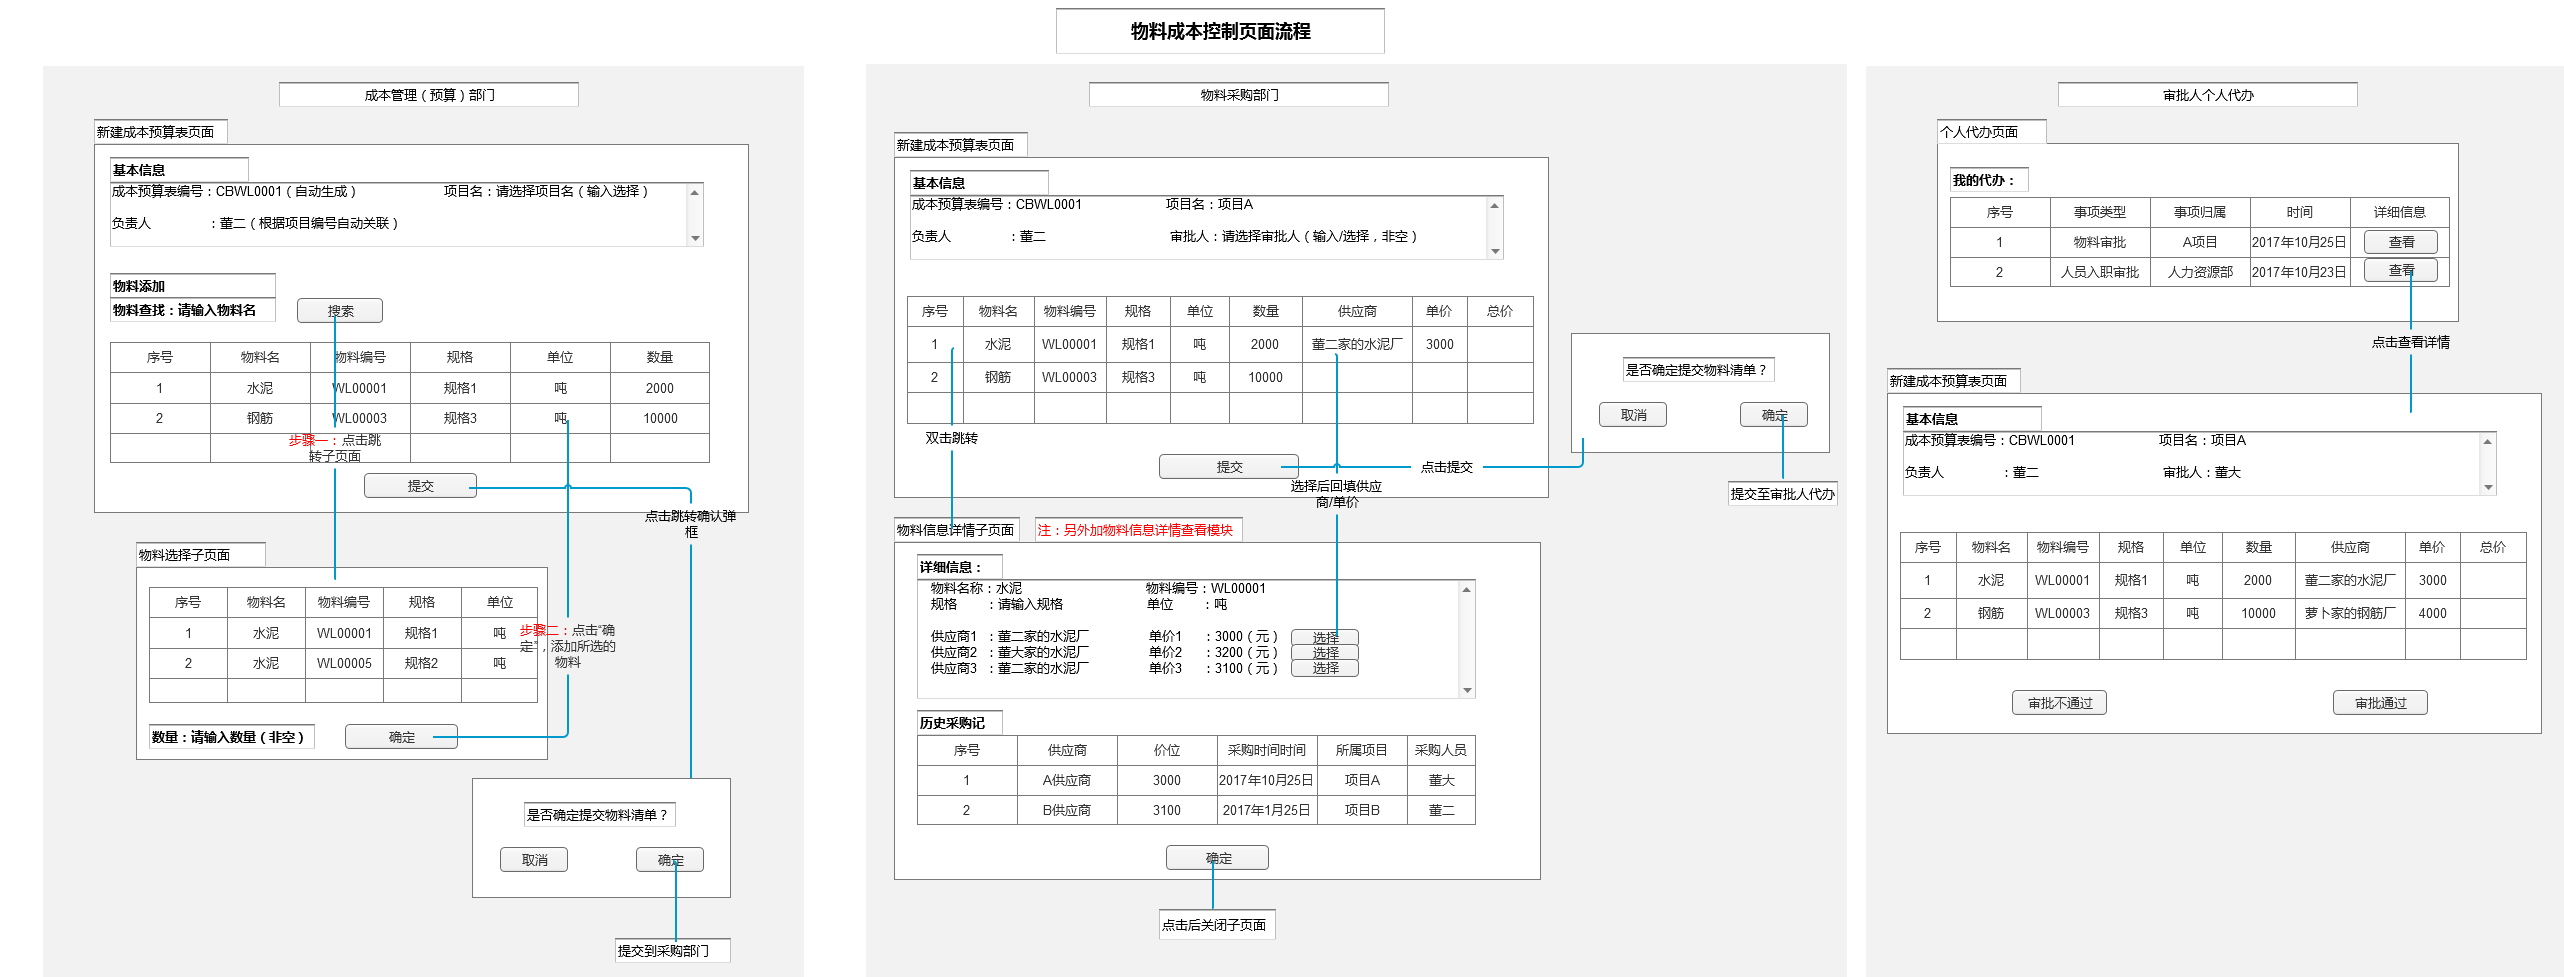 物料成本控制页面流程
成本管理（预算）部门
新建成本预算表页面
基本信息
成本预算表编号：CBWL0001（自动生成） 项目名：请选择项目名（输入选择）
负责人 ：董二（根据项目编号自动关联）
物料添加
物料查找：请输入物料名 搜索
序号 物料名 物料编号 规格 单位 数量
1 水泥 WL00001 规格1 吨 2000
2 钢筋 WL00003 规格3 吨 10000
步骤一：点击跳
转子页面
提交
点击跳转确认弹
框
物料选择子页面
序号 物料名 物料编号 规格 单位
1 水泥 WL00001 规格1 吨
2 水泥 WL00005 规格2 吨
步骤二：点击“确
定”，添加所选的
物料
数量：请输入数量（非空） 确定
是否确定提交物料清单？
取消 确定
提交到采购部门
物料采购部门
新建成本预算表页面
基本信息
成本预算表编号：CBWL0001 项目名：项目A
负责人 ：董二 审批人：请选择审批人（输入/选择，非空）
序号 物料名 物料编号 规格 单位 数量 供应商 单价 总价
1 水泥 WL00001 规格1 吨 2000 董二家的水泥厂 3000
2 钢筋 WL00003 规格3 吨 10000
双击跳转
提交
点击提交
选择后回填供应
商/单价
是否确定提交物料清单？
取消 确定
提交至审批人代办
物料信息详情子页面
注：另外加物料信息详情查看模块
详细信息：
物料名称：水泥 物料编号：WL00001
规格 ：请输入规格 单位 ：吨
供应商1 ：董二家的水泥厂 单价1 ：3000（元） 选择
供应商2 ：董大家的水泥厂 单价2 ：3200（元） 选择
供应商3 ：董二家的水泥厂 单价3 ：3100（元） 选择
历史采购记
序号 供应商 价位 采购时间时间 所属项目 采购人员
1 A供应商 3000 2017年10月25日 项目A 董大
2 B供应商 3100 2017年1月25日 项目B 董二
确定
点击后关闭子页面
审批人个人代办
个人代办页面
我的代办：
序号 事项类型 事项归属 时间 详细信息
1 物料审批 A项目 2017年10月25日 查看
2 人员入职审批 人力资源部 2017年10月23日 查看
点击查看详情
新建成本预算表页面
基本信息
成本预算表编号：CBWL0001 项目名：项目A
负责人 ：董二 审批人：董大
序号 物料名 物料编号 规格 单位 数量 供应商 单价 总价
1 水泥 WL00001 规格1 吨 2000 董二家的水泥厂 3000
2 钢筋 WL00003 规格3 吨 10000 萝卜家的钢筋厂 4000
审批不通过 审批通过